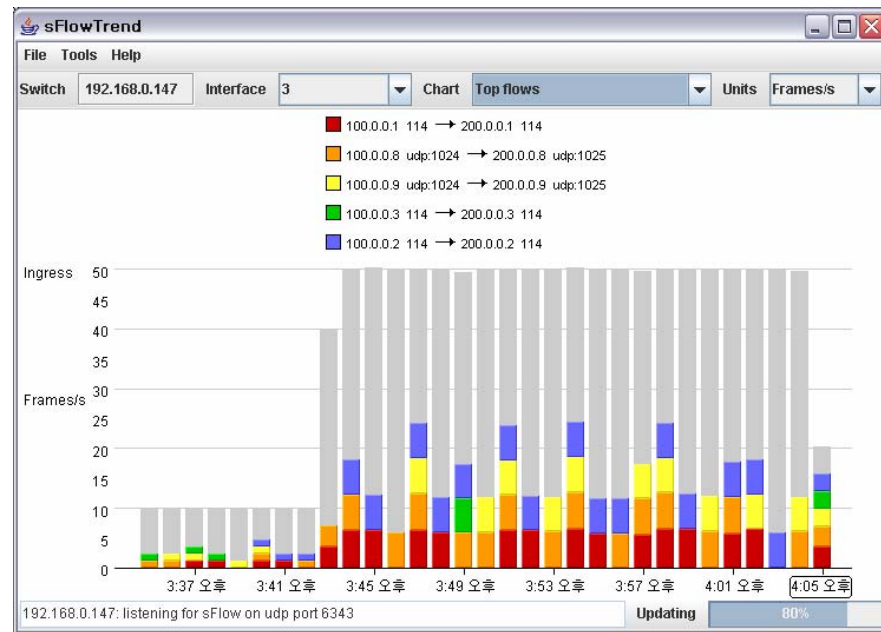 sFlowTrend
File Tools Help
Switch 192.168.0.147 Interface 3 Chart Top flows Units Frames/s
100.0.0.1 114 → 200.0.0.1 114
100.0.0.8 udp:1024 → 200.0.0.8 udp:1025
100.0.0.9 udp:1024 → 200.0.0.9 udp:1025
100.0.0.3 114 → 200.0.0.3 114
100.0.0.2 114 → 200.0.0.2 114
Ingress 50
45
40
35
Frames/s 30
25
20
15
10
5
0
3:37 오후 3:41 오후 3:45 오후 3:49 오후 3:53 오후 3:57 오후 4:01 오후 4:05 오후
192.168.0.147: listening for sFlow on udp port 6343 Updating 80%